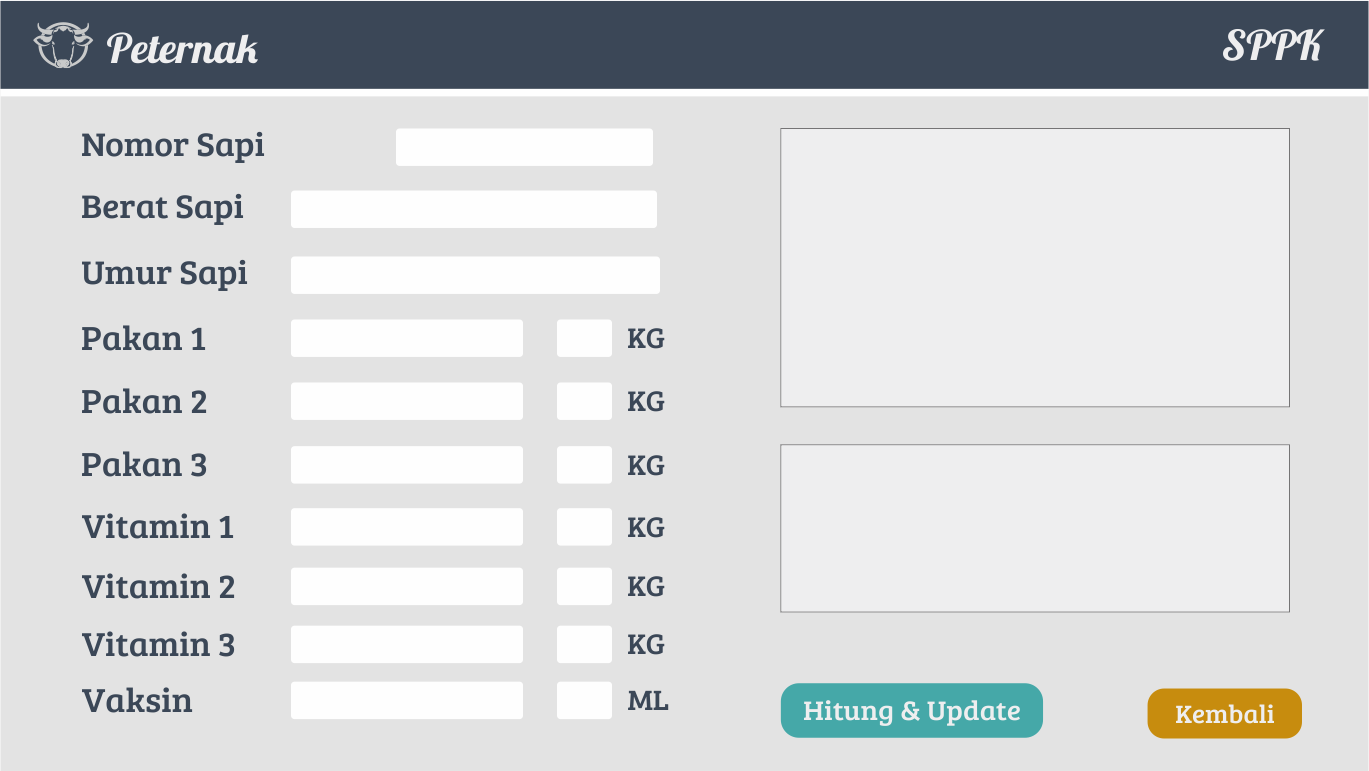 Peternak
SPPK
Nomor Sapi
Berat Sapi
Umur Sapi
Pakan 1 KG
Pakan 2 KG
Pakan 3 KG
Vitamin 1 KG
Vitamin 2 KG
Vitamin 3 KG
Vaksin ML
Hitung & Update
Kembali